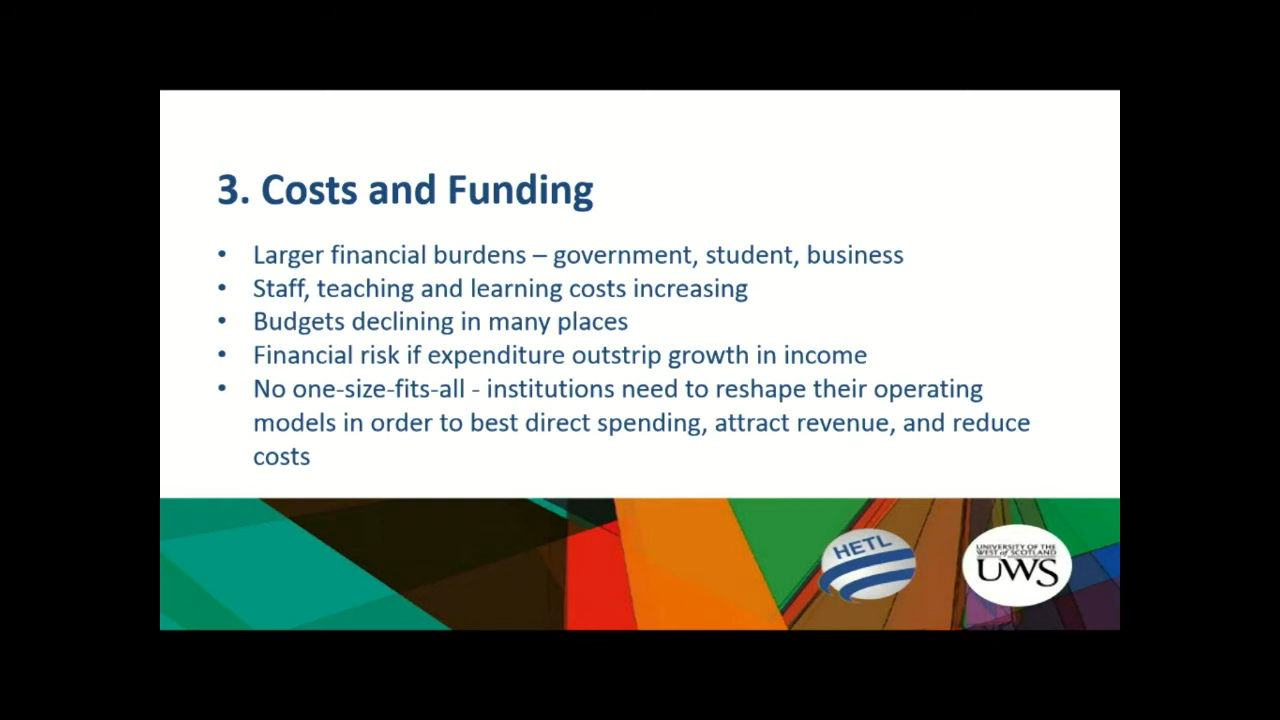 3. Costs and Funding
• Larger financial burdens – government, student, business
• Staff, teaching and learning costs increasing
• Budgets declining in many places
• Financial risk if expenditure outstrip growth in income
• No one-size-fits-all - institutions need to reshape their operating
models in order to best direct spending, attract revenue, and reduce
costs
HETL
UNIVERSITY OF THE
WEST of SCOTLAND
UWS